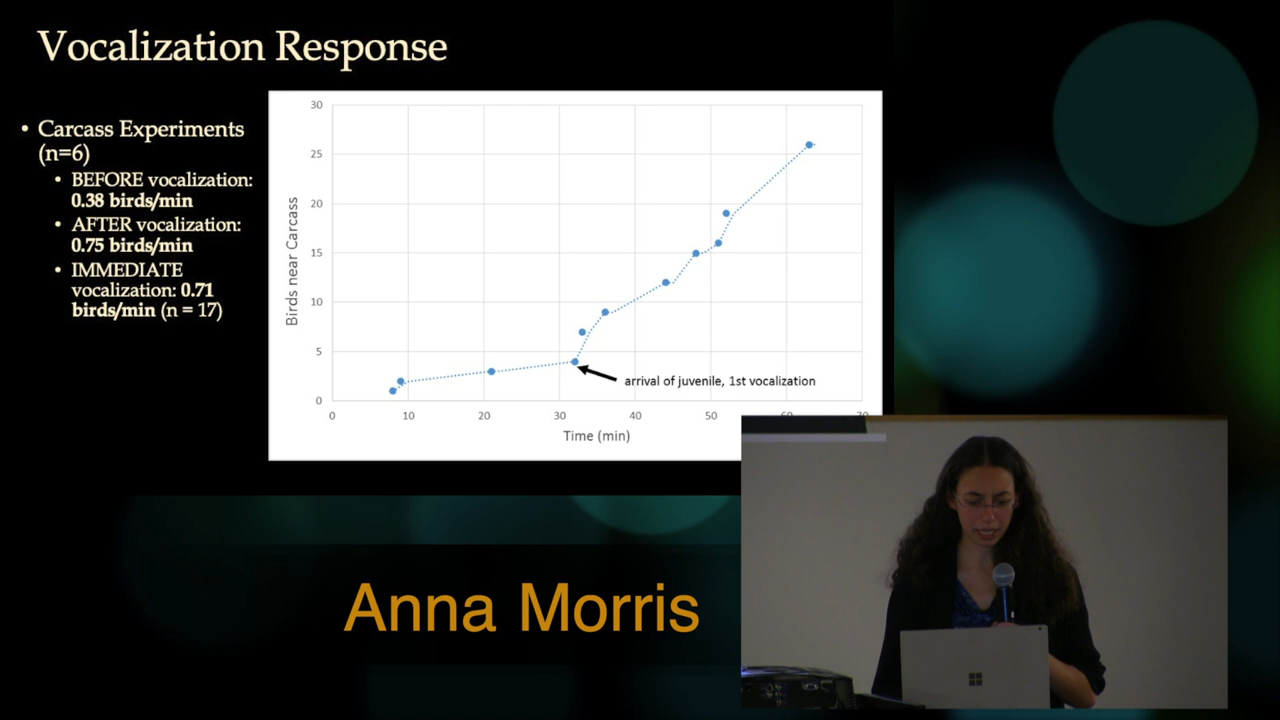 Vocalization Response
• Carcass Experiments
(n=6)
• BEFORE vocalization:
0.38 birds/min
• AFTER vocalization:
0.75 birds/min
• IMMEDIATE
vocalization: 0.71
birds/min (n = 17)
30
25
20
15
10
5
0
Birds near Carcass
arrival of juvenile, 1st vocalization
0 10 20 30 40 50 60 70
Time (min)
Anna Morris